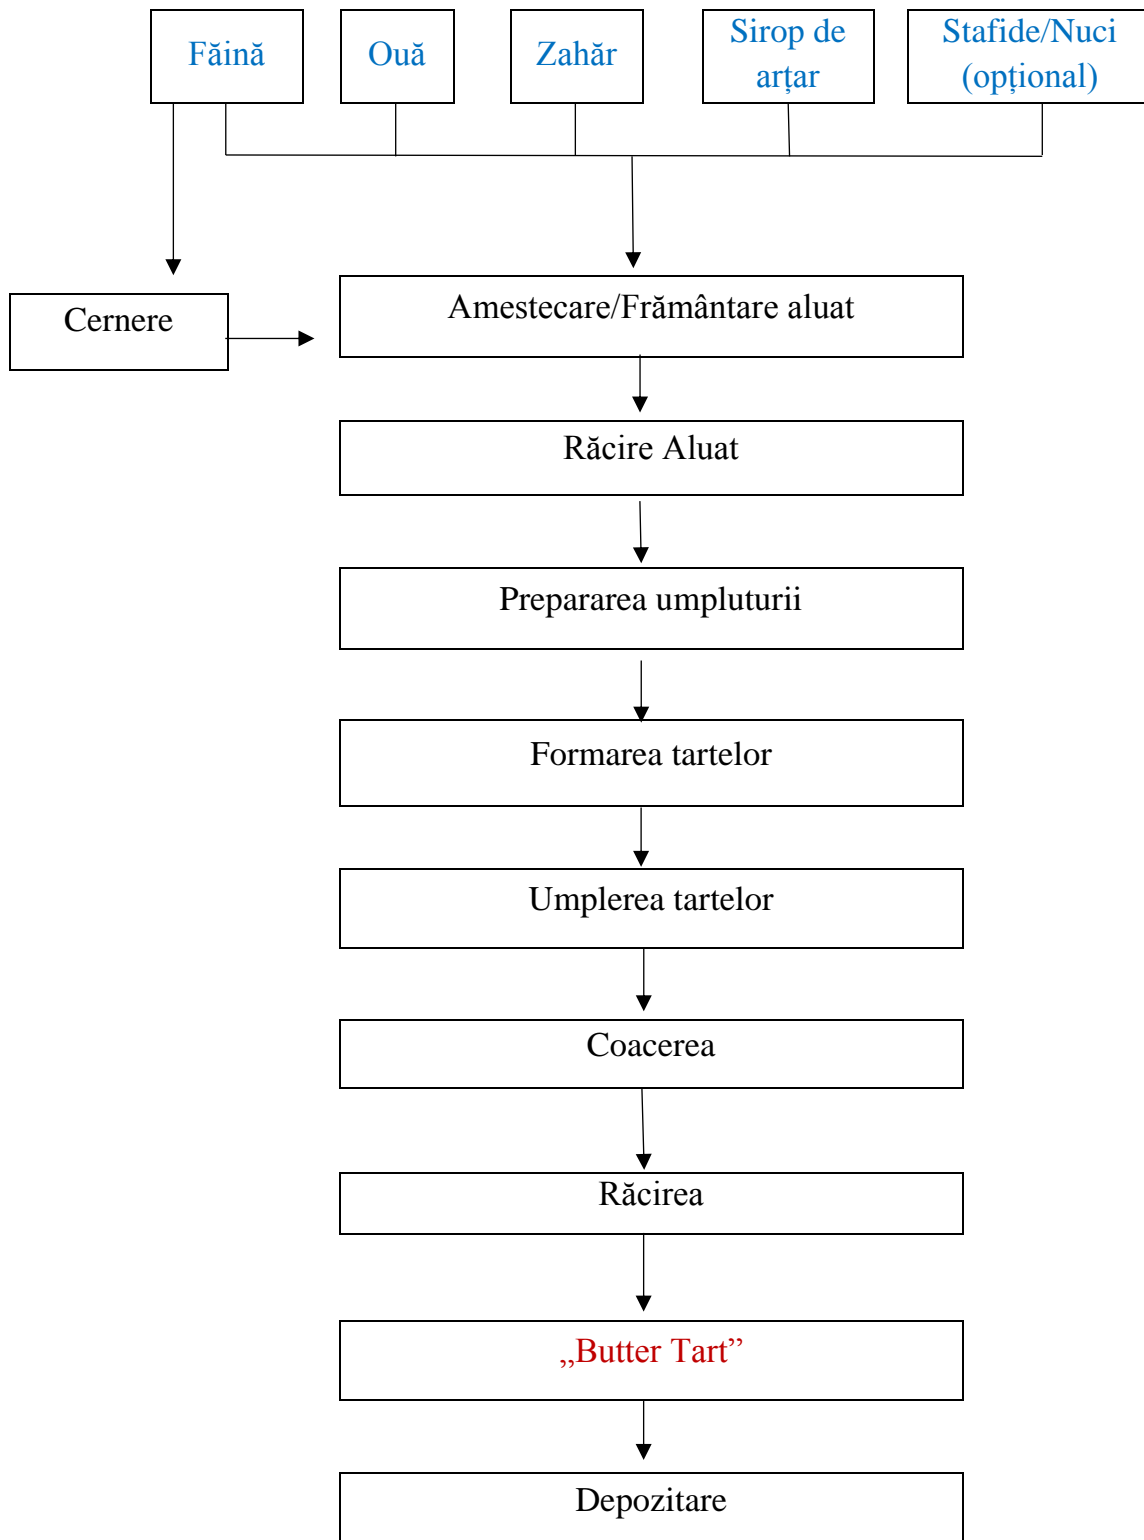 Făină
Ouă
Zahăr
Sirop de
arțar
Stafide/Nuci
(opțional)
Cernere
Amestecare/Frământare aluat
Răcire Aluat
Prepararea umpluturii
Formarea tartelor
Umplerea tartelor
Coacerea
Răcirea
„Butter Tart”
Depozitare